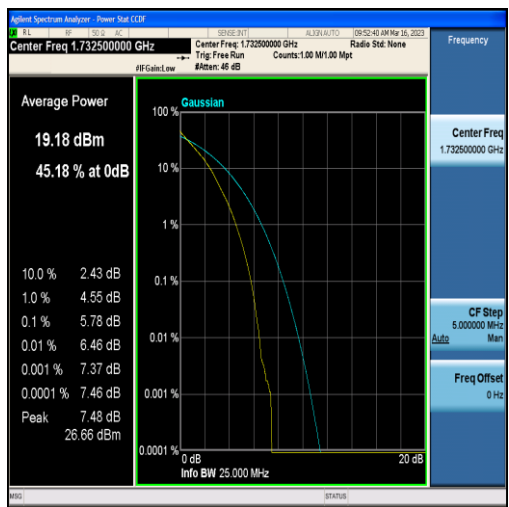 Agilent Spectrum Analyzer - Power Stat CCDF
RL RF 50 Ω AC SENSE:INT ALIGN AUTO 09:52:40 AM Mar 16, 2023
Center Freq 1.732500000 GHz
Center Freq: 1.732500000 GHz Radio Std: None
Trig: Free Run Counts:1.00 M/1.00 Mpt
#IFGain:Low #Atten: 46 dB
Frequency
Average Power
19.18 dBm
45.18 % at 0dB
10.0 % 2.43 dB
1.0 % 4.55 dB
0.1 % 5.78 dB
0.01 % 6.46 dB
0.001 % 7.37 dB
0.0001 % 7.46 dB
Peak 7.48 dB
26.66 dBm
Gaussian
100 %
10 %
1 %
0.1 %
0.01 %
0.001 %
0.0001 %
0 dB 20 dB
Info BW 25.000 MHz
Center Freq
1.732500000 GHz
CF Step
5.000000 MHz
Auto Man
Freq Offset
0 Hz
MSG STATUS